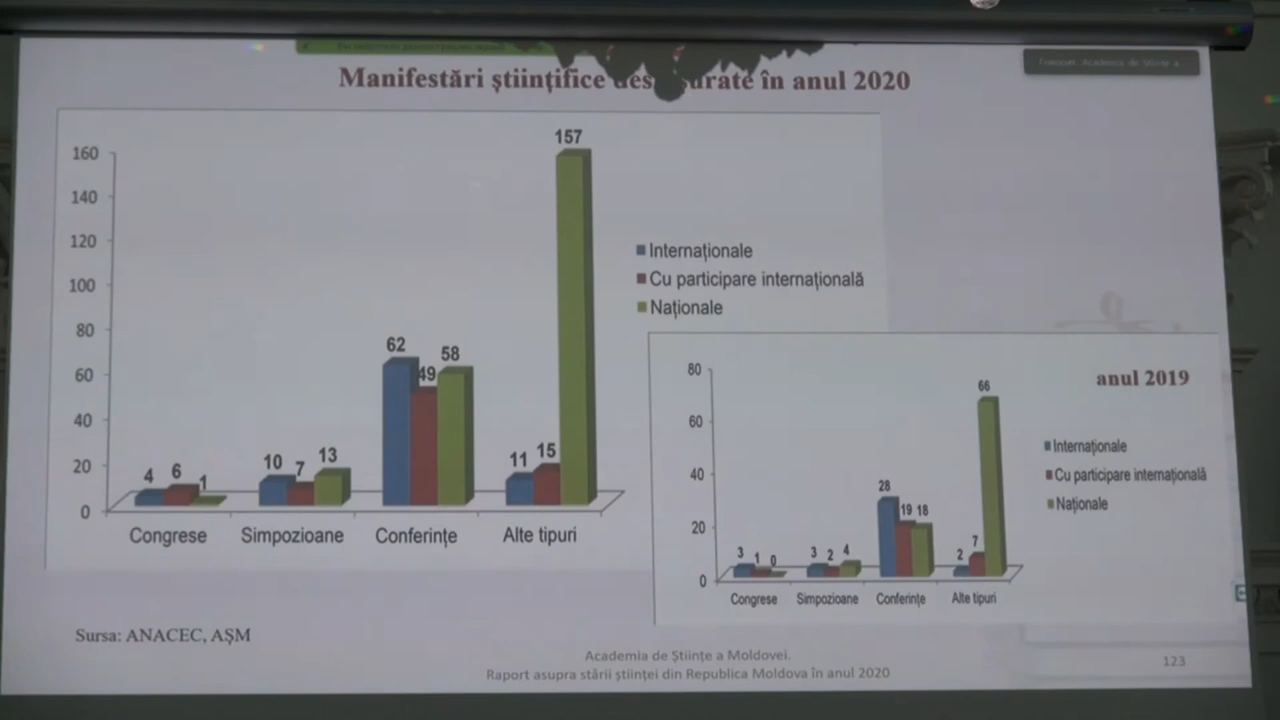 Manifestări științifice în anul 2020
157
160
140
120
100
80
60
40
20
0
62
49
58
4
6
1
10
7
13
11
15
Congrese
Simpozioane
Conferințe
Alte tipuri
Internaționale
Cu participare internațională
Naționale
anul 2019
80
60
40
20
0
66
28
19
18
3
1
0
3
2
4
2
7
Congrese
Simpozioane
Conferințe
Alte tipuri
Internaționale
Cu participare internațională
Naționale
Sursa: ANACEC, AȘM
Academia de Științe a Moldovei.
Raport asupra stării științei din Republica Moldova în anul 2020
123